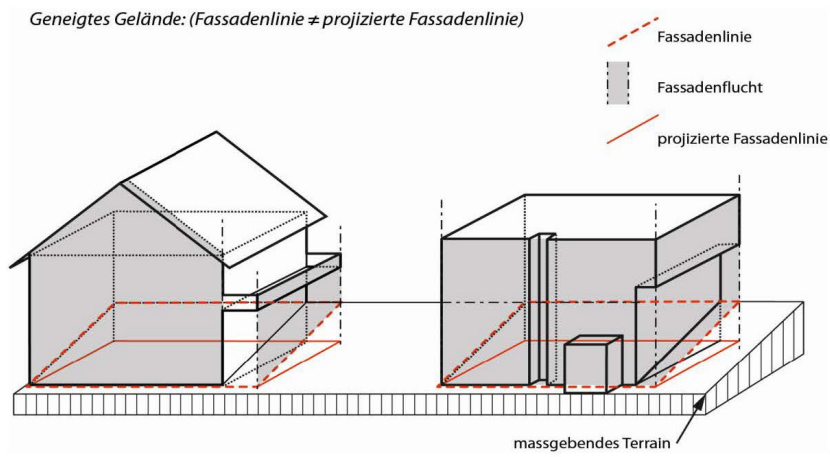 Geneigtes Gelände: (Fassadenlinie ≠ projizierte Fassadenlinie)
Fassadenlinie
Fassadenflucht
projizierte Fassadenlinie
massgebendes Terrain